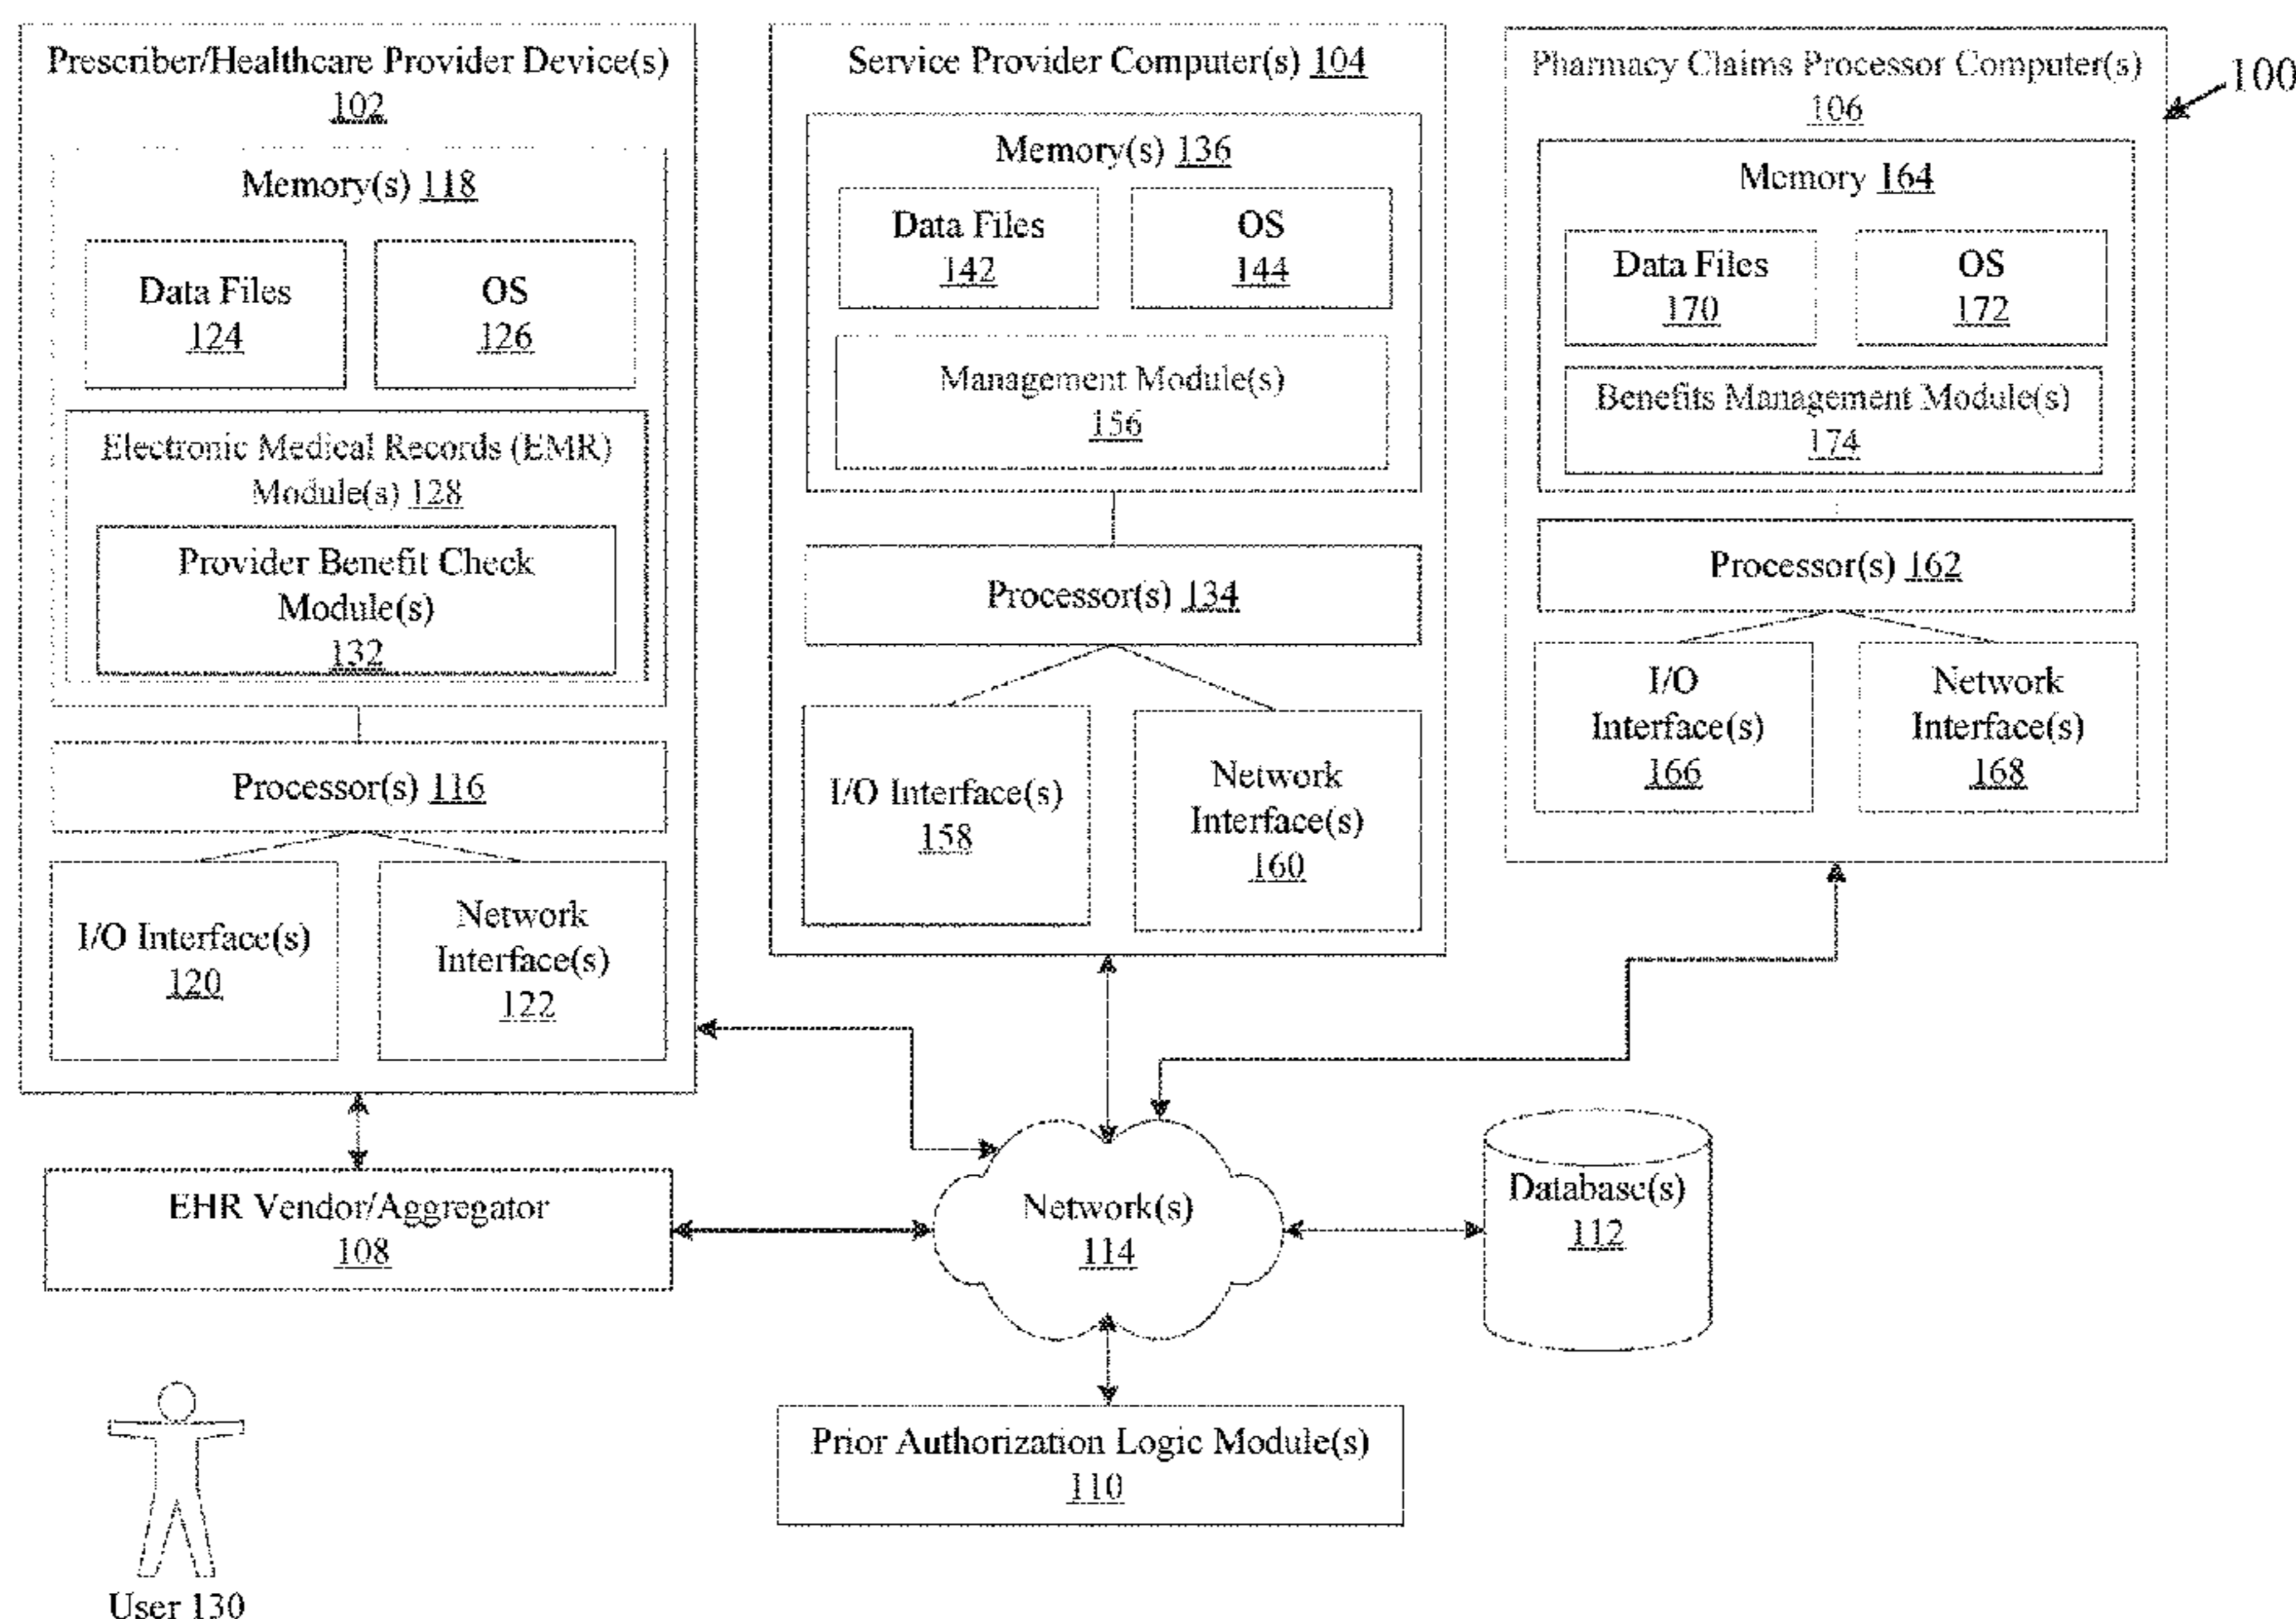 Prescriber/Healthcare Provider Device(s)
102
Memory(s) 118
Data Files
124
OS
126
Electronic Medical Records (EMR)
Module(s) 128
Provider Benefit Check
Module(s)
132
Processor(s) 116
I/O Interface(s)
120
Network
Interface(s)
122
Service Provider Computer(s) 104
Memory(s) 136
Data Files
142
OS
144
Management Module(s)
156
Processor(s) 134
I/O Interface(s)
158
Network
Interface(s)
160
Pharmacy Claims Processor Computer(s)
106
100
Memory 164
Data Files
170
OS
172
Benefits Management Module(s)
174
Processor(s) 162
I/O
Interface(s)
166
Network
Interface(s)
168
EHR Vendor/Aggregator
108
Network(s)
114
Database(s)
112
Prior Authorization Logic Module(s)
110
User 130